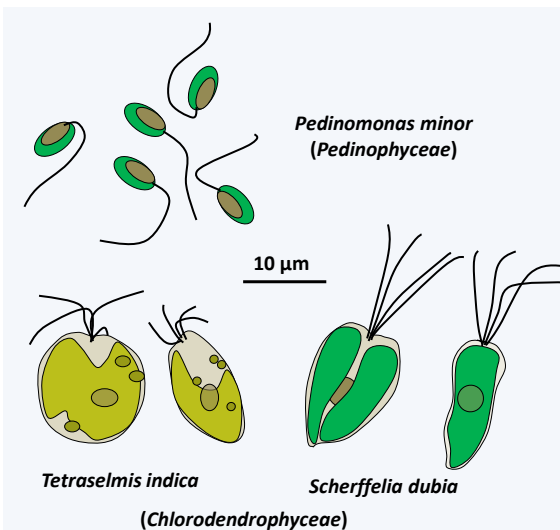 Pedinomonas minor
(Pedinophyceae)
10 µm
Tetraselmis indica
Scherffelia dubia
(Chlorodendrophyceae)